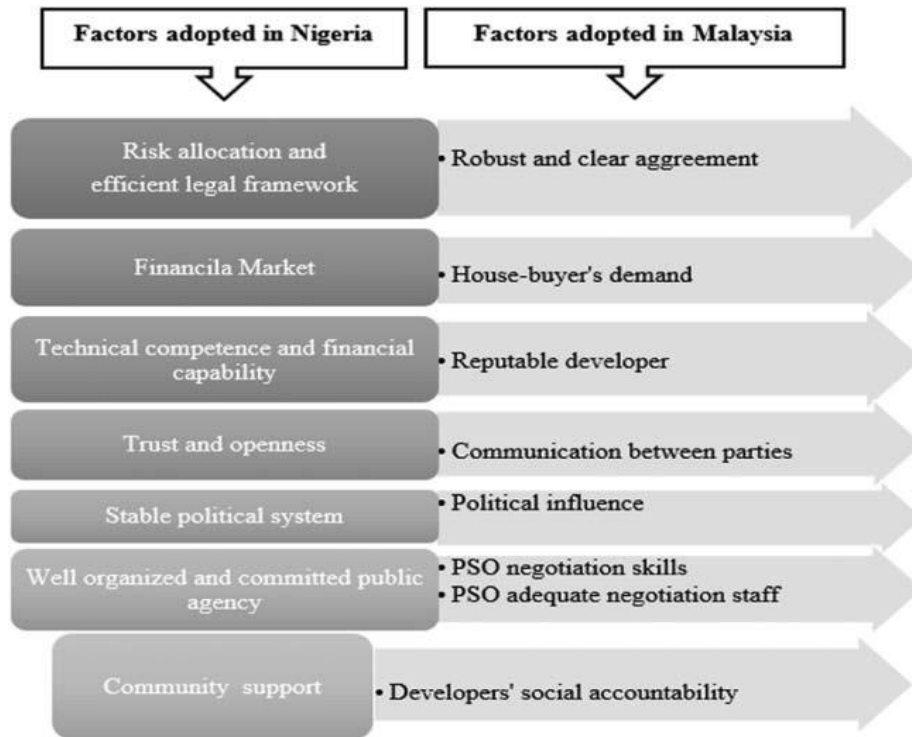 Factors adopted in Nigeria
Factors adopted in Malaysia
Risk allocation and
efficient legal framework
• Robust and clear aggreement
Financila Market
• House-buyer's demand
Technical competence and financial
capability
• Reputable developer
Trust and openness
• Communication between parties
Stable political system
• Political influence
Well organized and committed public
agency
• PSO negotiation skills
• PSO adequate negotiation staff
Community support
• Developers' social accountability